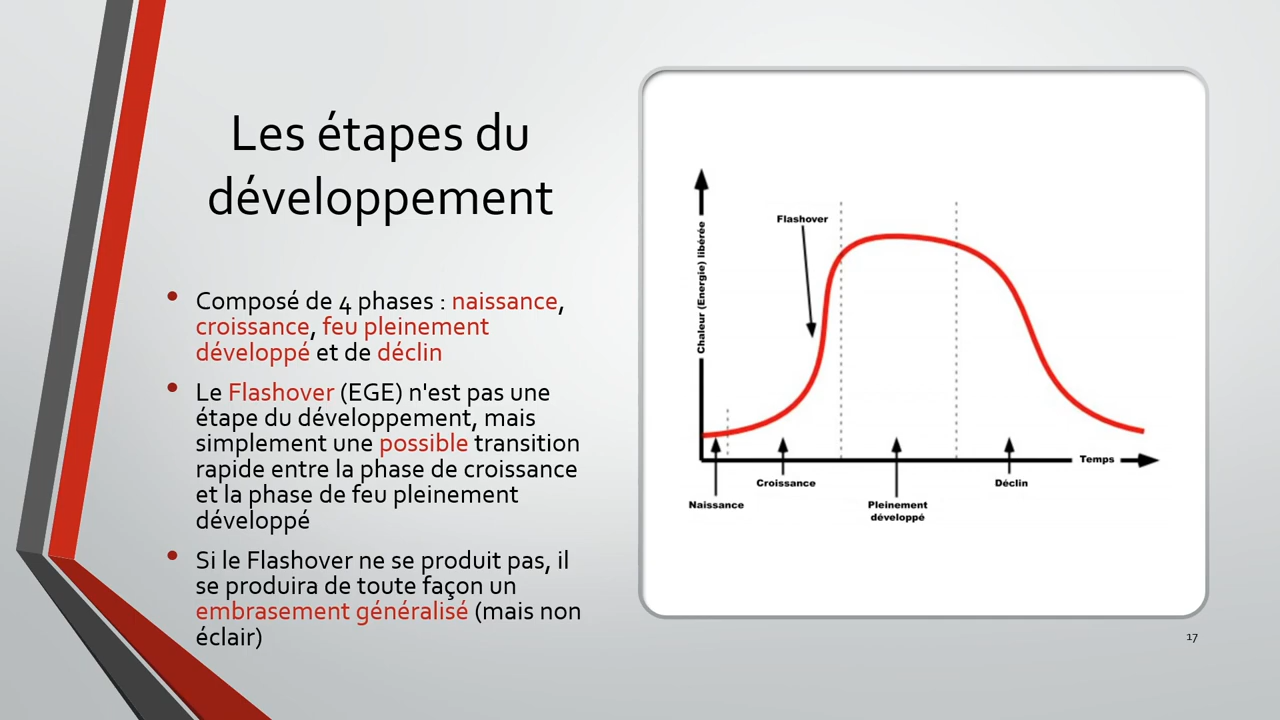 Les étapes du
développement
• Composé de 4 phases : naissance,
croissance, feu pleinement
développé et de déclin
• Le Flashover (EGE) n'est pas une
étape du développement, mais
simplement une possible transition
rapide entre la phase de croissance
et la phase de feu pleinement
développé
• Si le Flashover ne se produit pas, il
se produira de toute façon un
embrasement généralisé (mais non
éclair)
Chaleur (Energie) libérée
Flashover
Temps
Naissance
Croissance
Pleinement
développé
Déclin
17